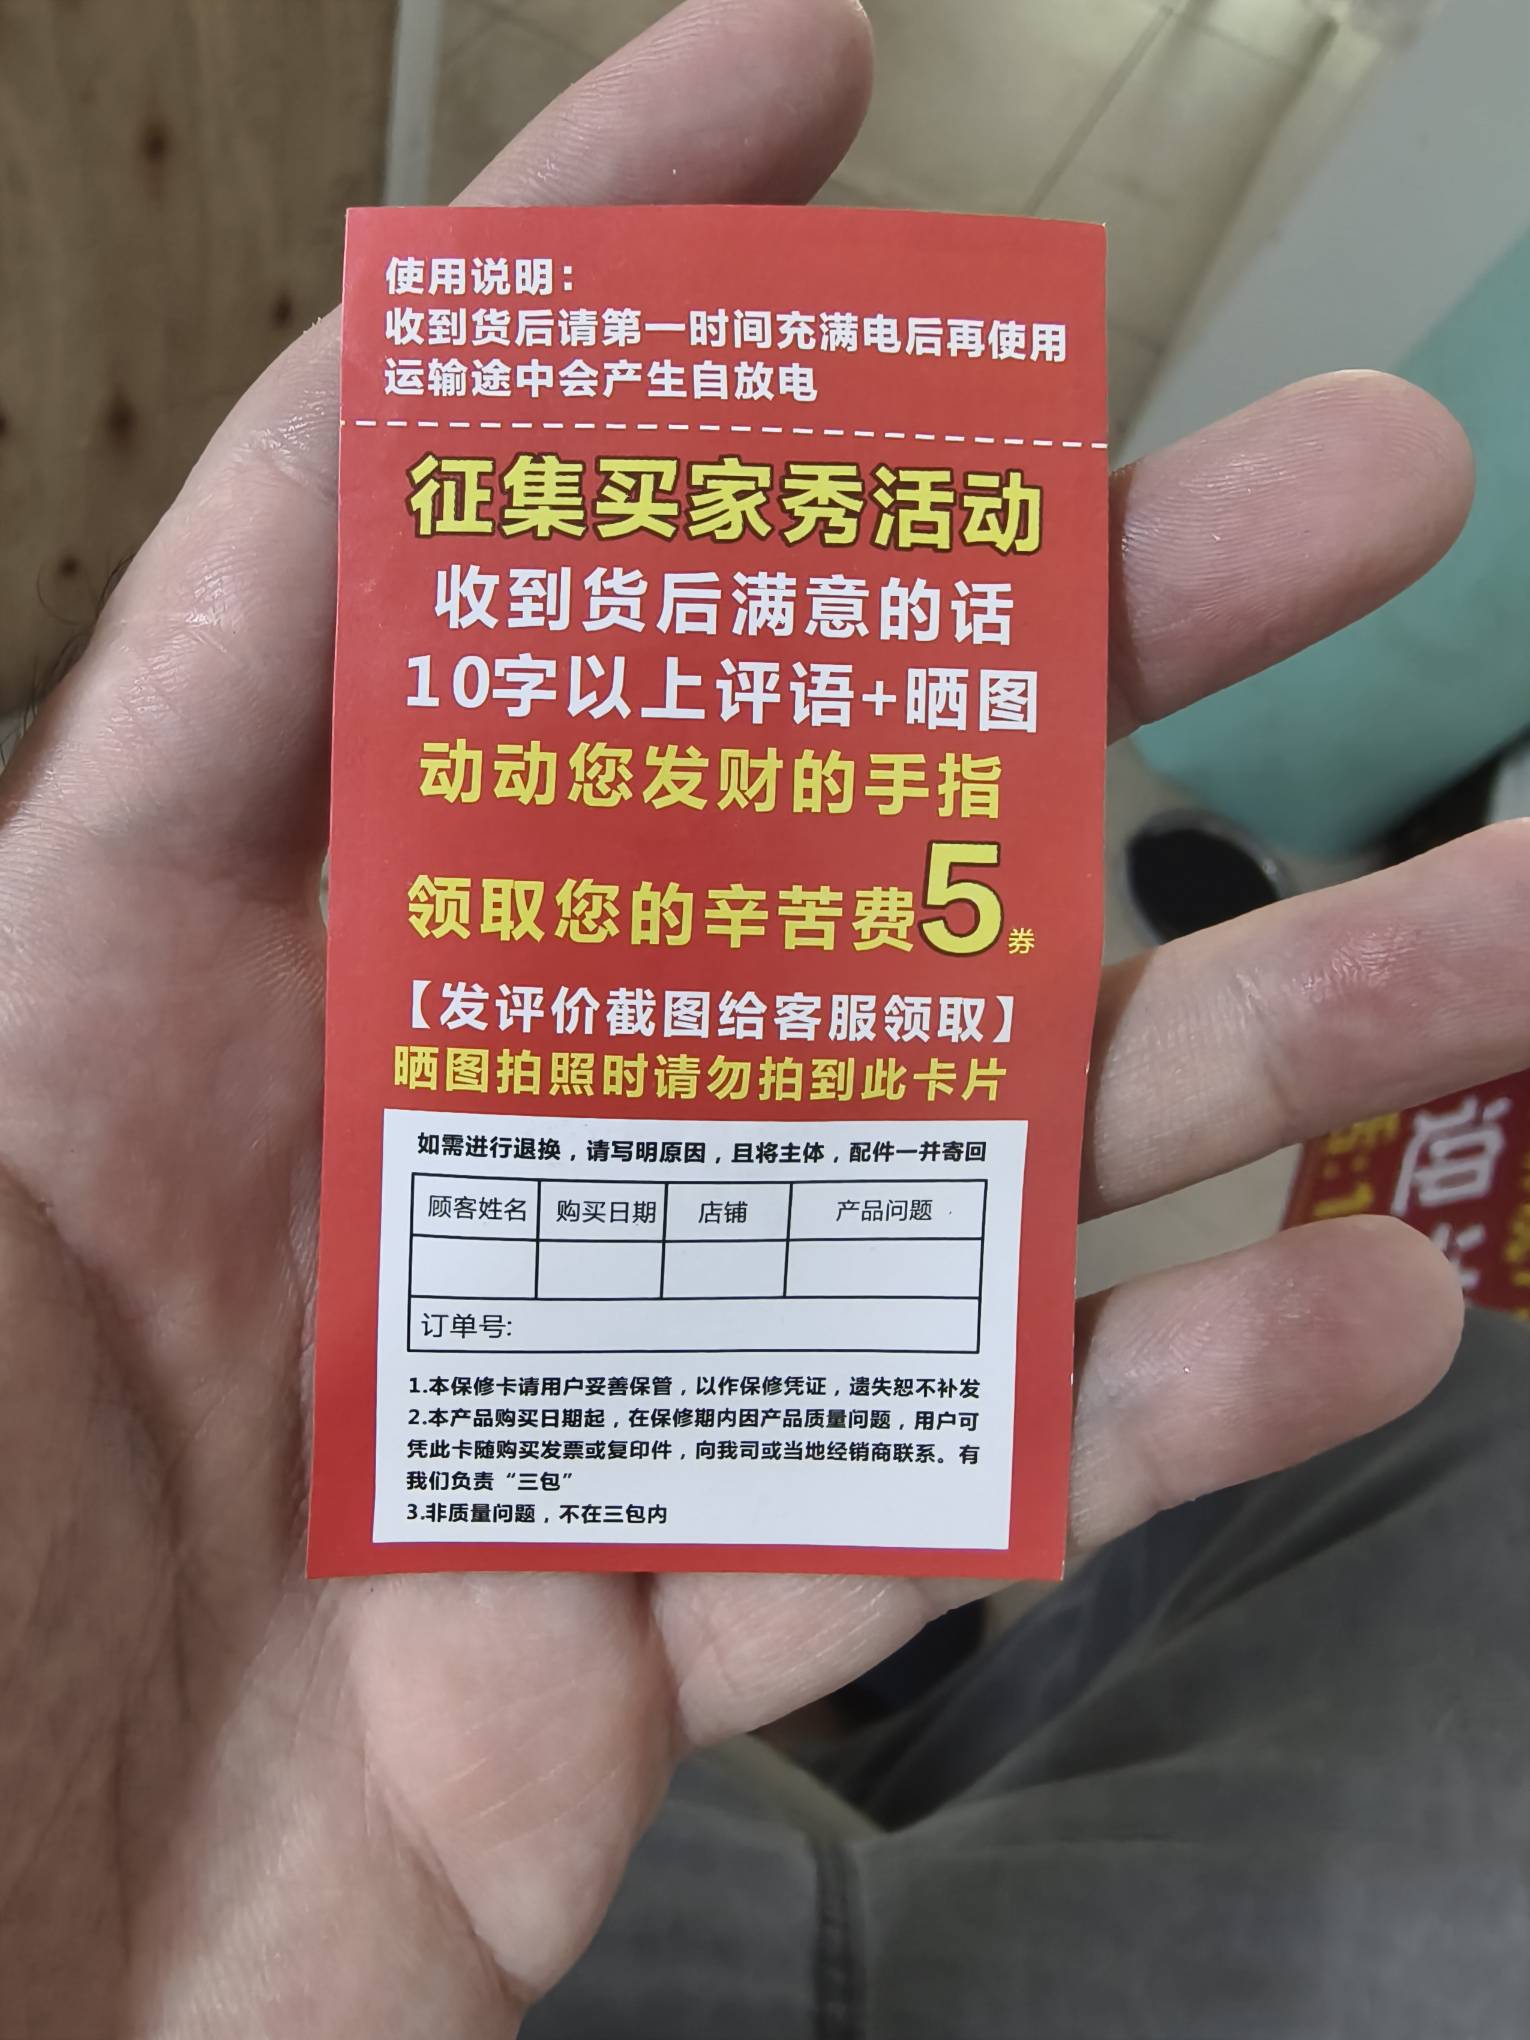 使用说明：
收到货后请第一时间充满电后再使用
运输途中会产生自放电
征集买家秀活动
收到货后满意的话
10字以上评语+晒图
动动您发财的手指
领取您的辛苦费5券
【发评价截图给客服领取】
晒图拍照时请勿拍到此卡片
如需进行退换，请写明原因，且将主体，配件一并寄回
顾客姓名 购买日期 店铺 产品问题
订单号:
1.本保修卡请用户妥善保管，以作保修凭证，遗失恕不补发
2.本产品购买日期起，在保修期内因产品质量问题，用户可
凭此卡随购买发票或复印件，向我司或当地经销商联系。有
我们负责“三包”
3.非质量问题，不在三包内